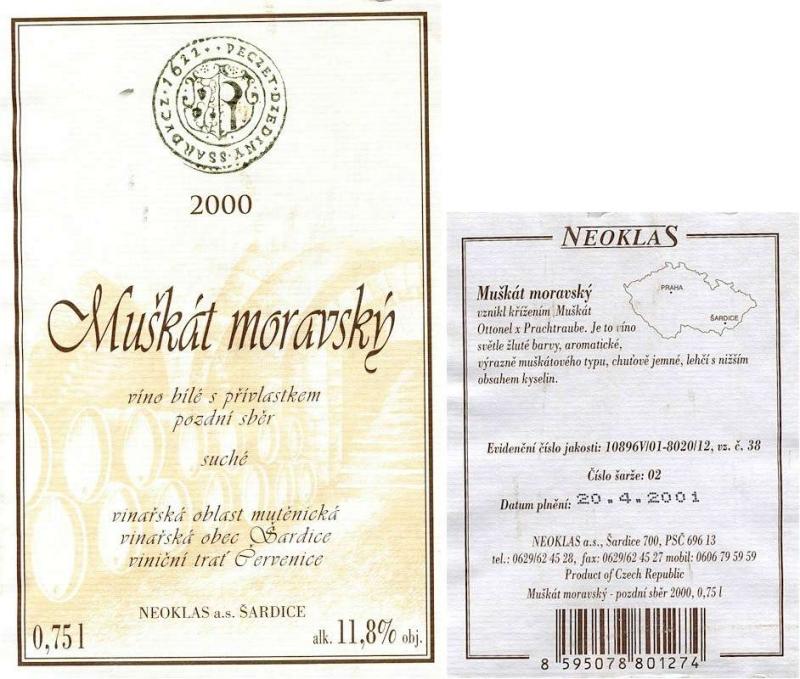 · 1622 · · PECZET · DZEDINY · SSARDYCZ
2000
Muškát moravský
víno bílé s přívlastkem
pozdní sběr
suché
vinařská oblast mutěnická
vinařská obec Šardice
viniční trať Červenice
NEOKLAS a.s. ŠARDICE
0,75 l
alk. 11,8% obj.
NEOKLAS
PRAHA
ŠARDICE
Muškát moravský
vznikl křížením Muškát
Ottonel x Prachtraube. Je to víno
světle žluté barvy, aromatické,
výrazně muškátového typu, chuťově jemné, lehčí s nižším
obsahem kyselin.
Evidenční číslo jakosti: 10896V/01-8020/12, vz. č. 38
Číslo šarže: 02
Datum plnění: 20.4.2001
NEOKLAS a.s., Šardice 700, PSČ 696 13
tel.: 0629/62 45 28, fax: 0629/62 45 27 mobil: 0606 79 59 59
Product of Czech Republic
Muškát moravský - pozdní sběr 2000, 0,75 l
8 595078 801274